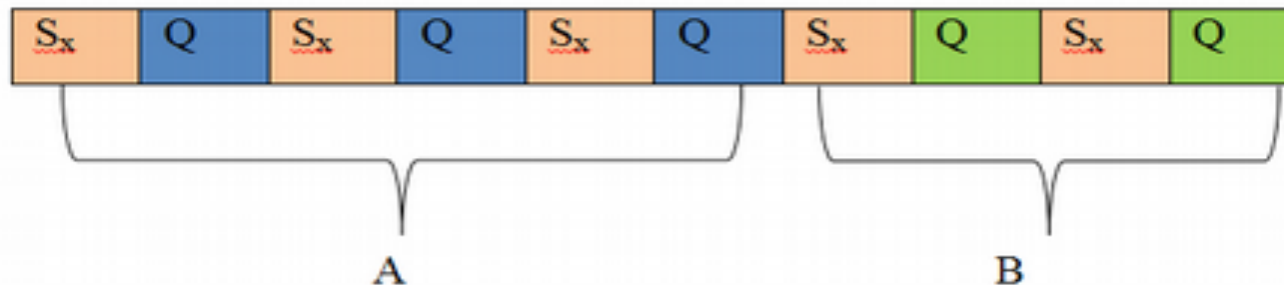 Sₓ Q Sₓ Q Sₓ Q Sₓ Q Sₓ Q
A B